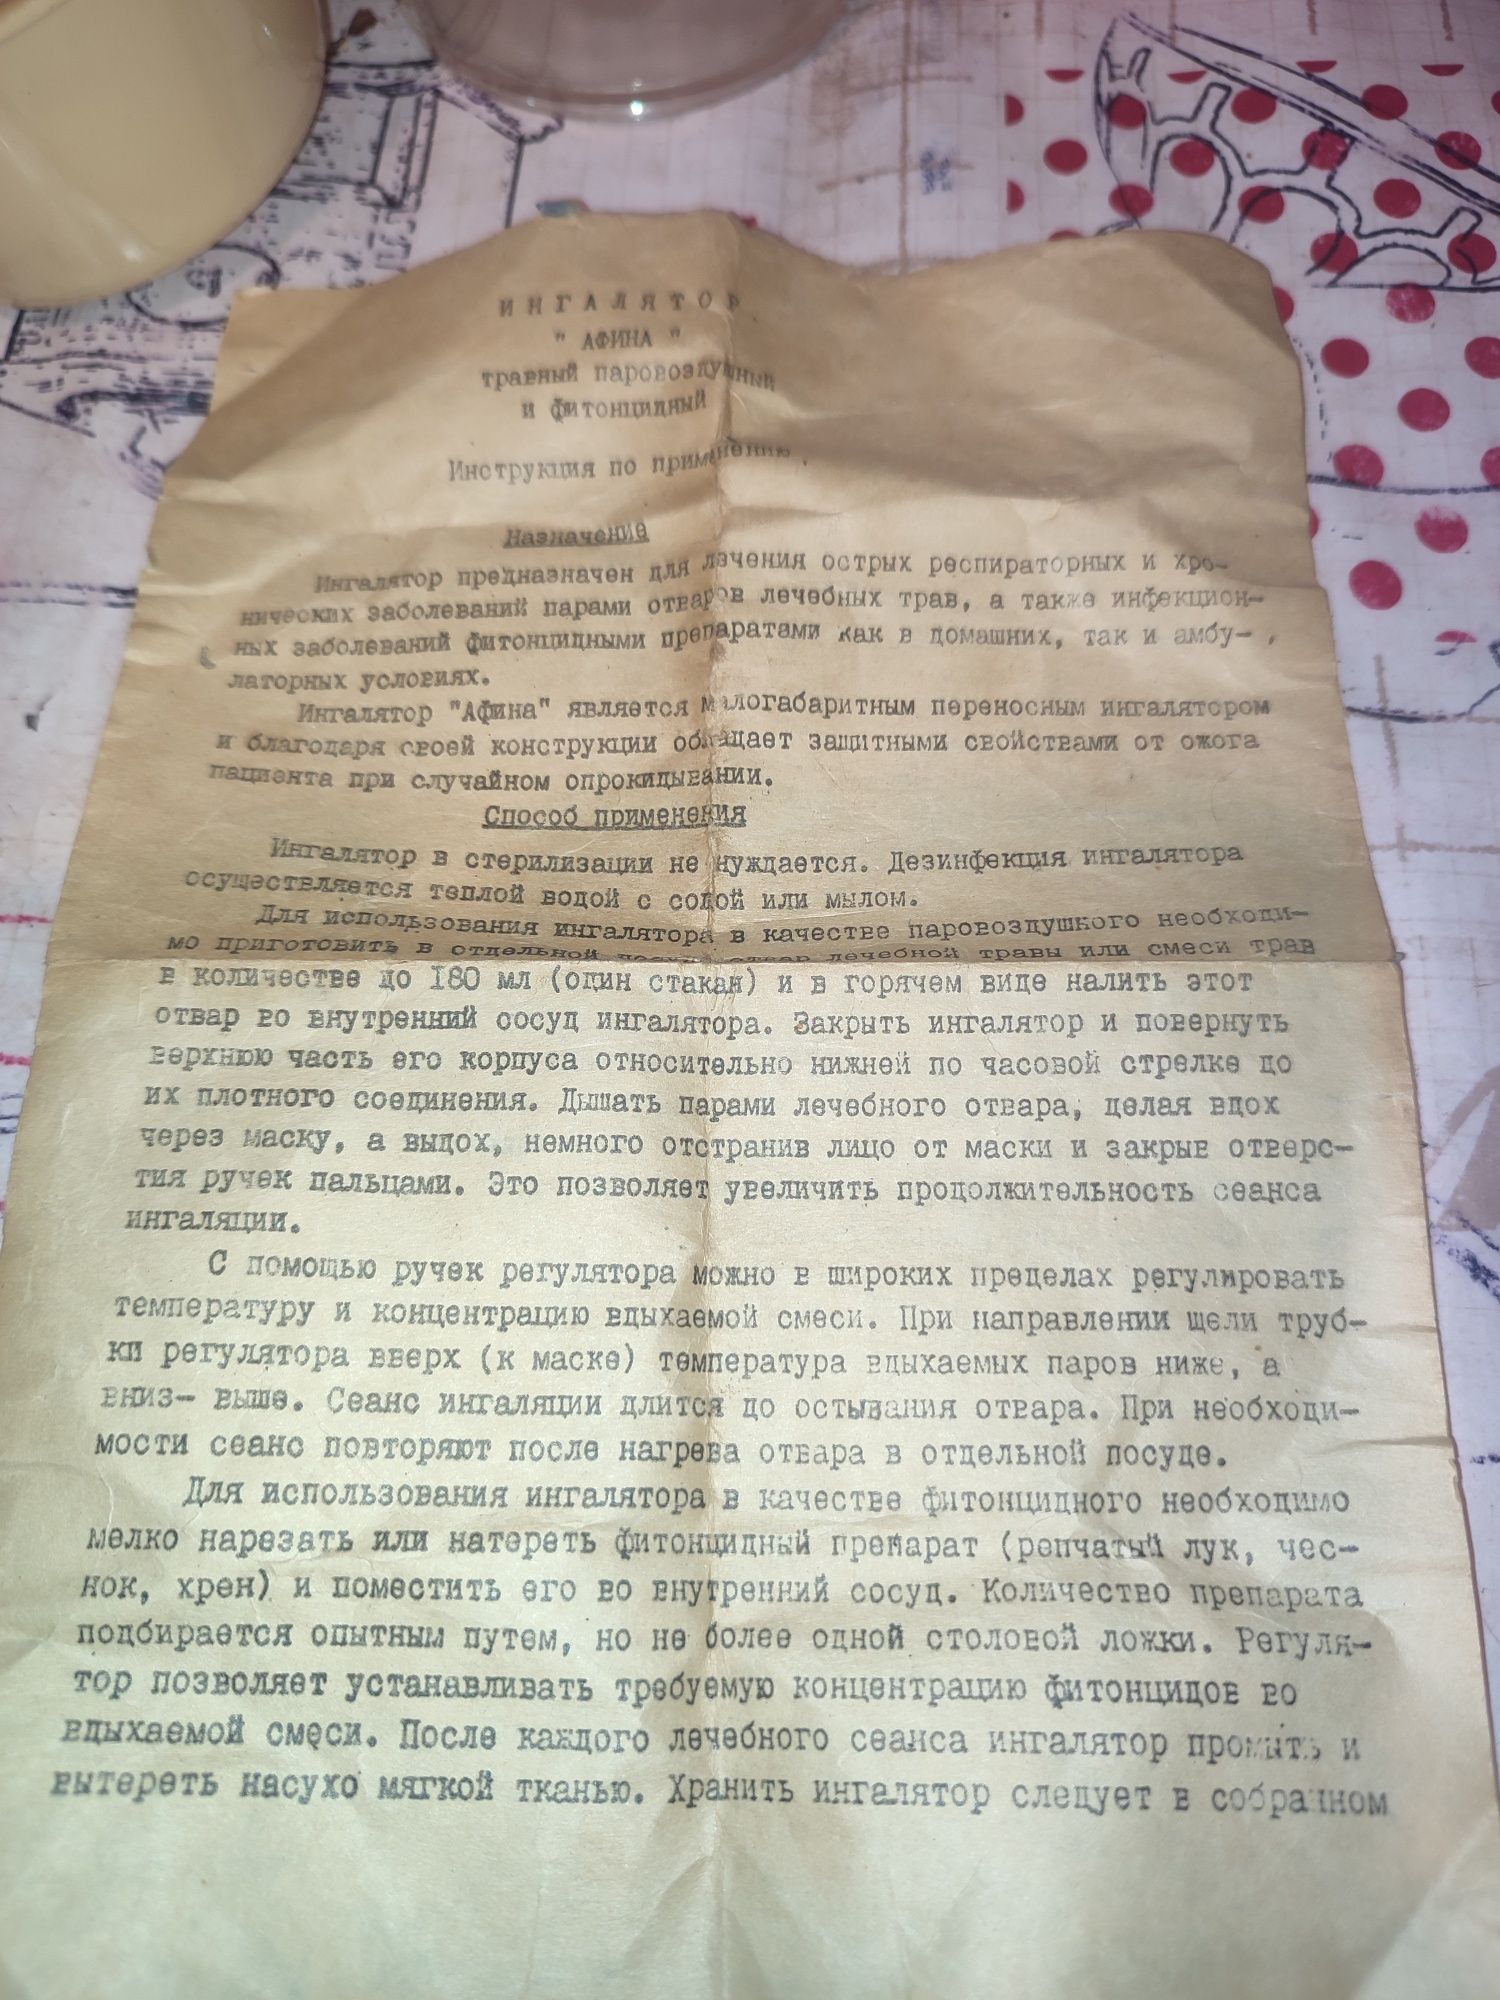 ИНГАЛЯТОР
" АФИНА "
травный паровоздушный
и фитонцидный
Инструкция по применению
Назначение
Ингалятор предназначен для лечения острых респираторных и хро-
нических заболеваний парами отваров лечебных трав, а также инфекцион-
ных заболеваний фитонцидными препаратами как в домашних, так и амбу-
латорных условиях.
Ингалятор "Афина" является малогабаритным переносным ингалятором
и благодаря своей конструкции обладает защитными свойствами от ожога
пациента при случайном опрокидывании.
Способ применения
Ингалятор в стерилизации не нуждается. Дезинфекция ингалятора
осуществляется теплой водой с содой или мылом.
Для использования ингалятора в качестве паровоздушкого необходи-
мо приготовить в отдельной посуде отвар лечебной травы или смеси трав
в количестве до 180 мл (один стакан) и в горячем виде налить этот
отвар во внутренний сосуд ингалятора. Закрыть ингалятор и повернуть
верхнюю часть его корпуса относительно нижней по часовой стрелке до
их плотного соединения. Дышать парами лечебного отвара, делая вдох
через маску, а выдох, немного отстранив лицо от маски и закрыв отверс-
тия ручек пальцами. Это позволяет увеличить продолжительность сеанса
ингаляции.
С помощью ручек регулятора можно в широких пределах регулировать
температуру и концентрацию вдыхаемой смеси. При направлении щели труб-
ки регулятора вверх (к маске) температура вдыхаемых паров ниже, а
вниз- выше. Сеанс ингаляции длится до остывания отвара. При необходи-
мости сеанс повторяют после нагрева отвара в отдельной посуде.
Для использования ингалятора в качестве фитонцидного необходимо
мелко нарезать или натереть фитонцидный препарат (репчатый лук, чес-
нок, хрен) и поместить его во внутренний сосуд. Количество препарата
подбирается опытным путем, но не более одной столовой ложки. Регуля-
тор позволяет устанавливать требуемую концентрацию фитонцидов во
вдыхаемой смеси. После каждого лечебного сеанса ингалятор промыть и
вытереть насухо мягкой тканью. Хранить ингалятор следует в собранном